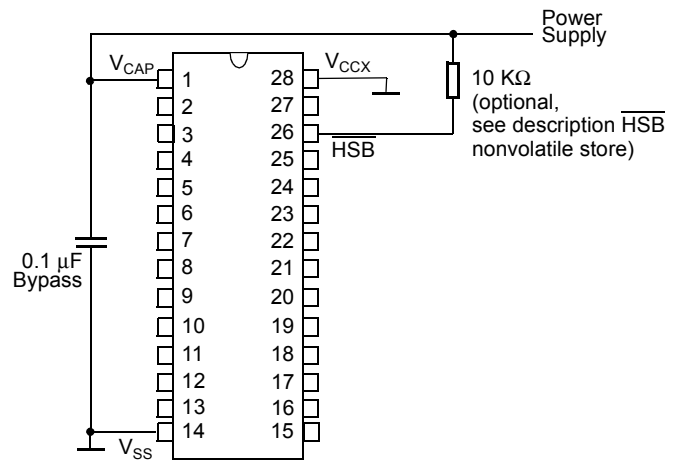 Power
Supply
V_CAP
V_CCX
10 KΩ
(optional,
see description H̅S̅B̅
nonvolatile store)
1 28
2 27
3 26
H̅S̅B̅
4 25
5 24
6 23
7 22
8 21
9 20
10 19
11 18
12 17
13 16
14 15
0.1 μF
Bypass
V_SS